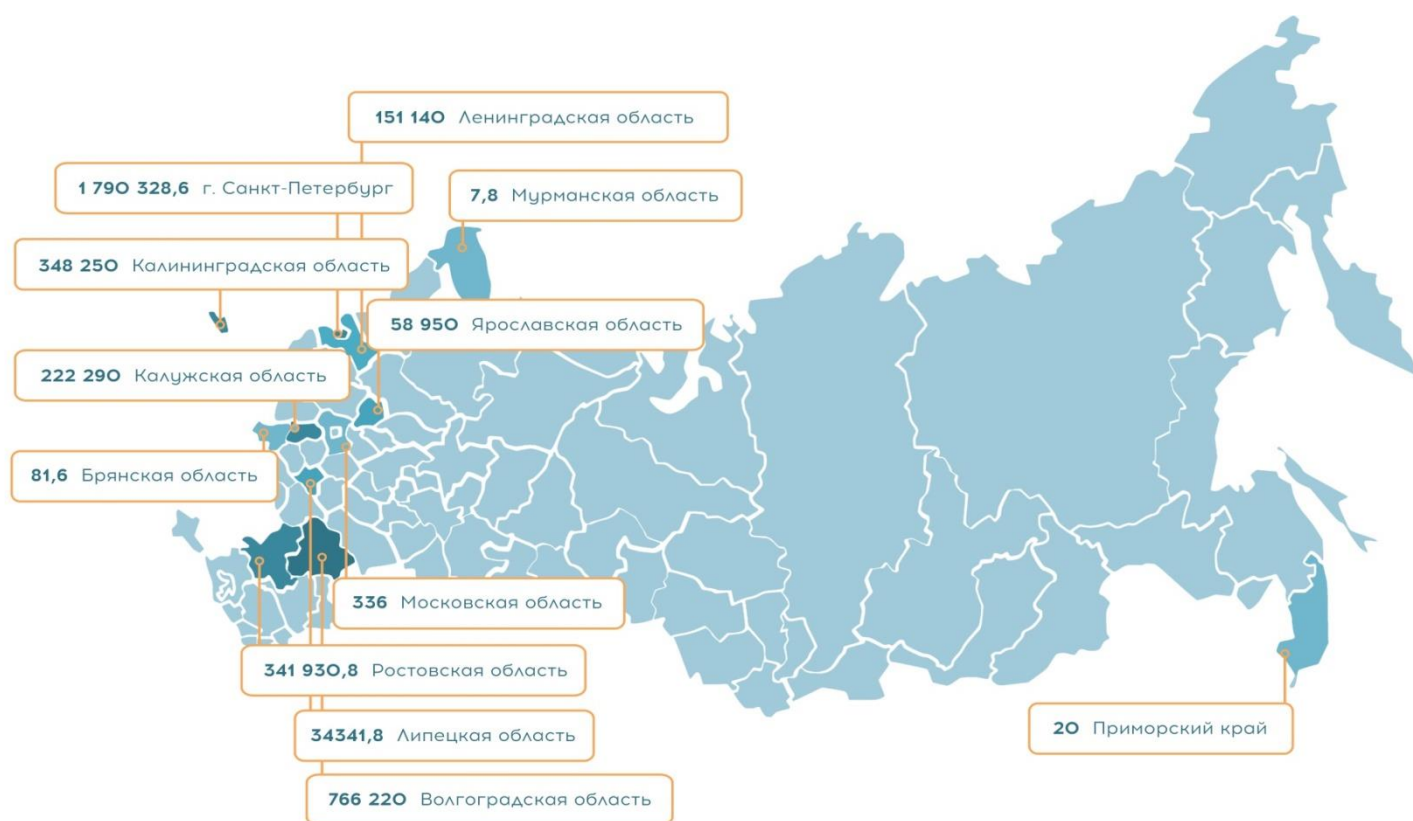 151 140 Ленинградская область
1 790 328,6 г. Санкт-Петербург
7,8 Мурманская область
348 250 Калининградская область
58 950 Ярославская область
222 290 Калужская область
81,6 Брянская область
336 Московская область
341 930,8 Ростовская область
34341,8 Липецкая область
20 Приморский край
766 220 Волгоградская область